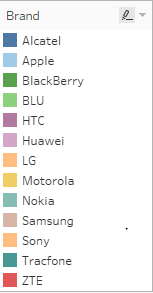 Brand
Alcatel
Apple
BlackBerry
BLU
HTC
Huawei
LG
Motorola
Nokia
Samsung
Sony
Tracfone
ZTE